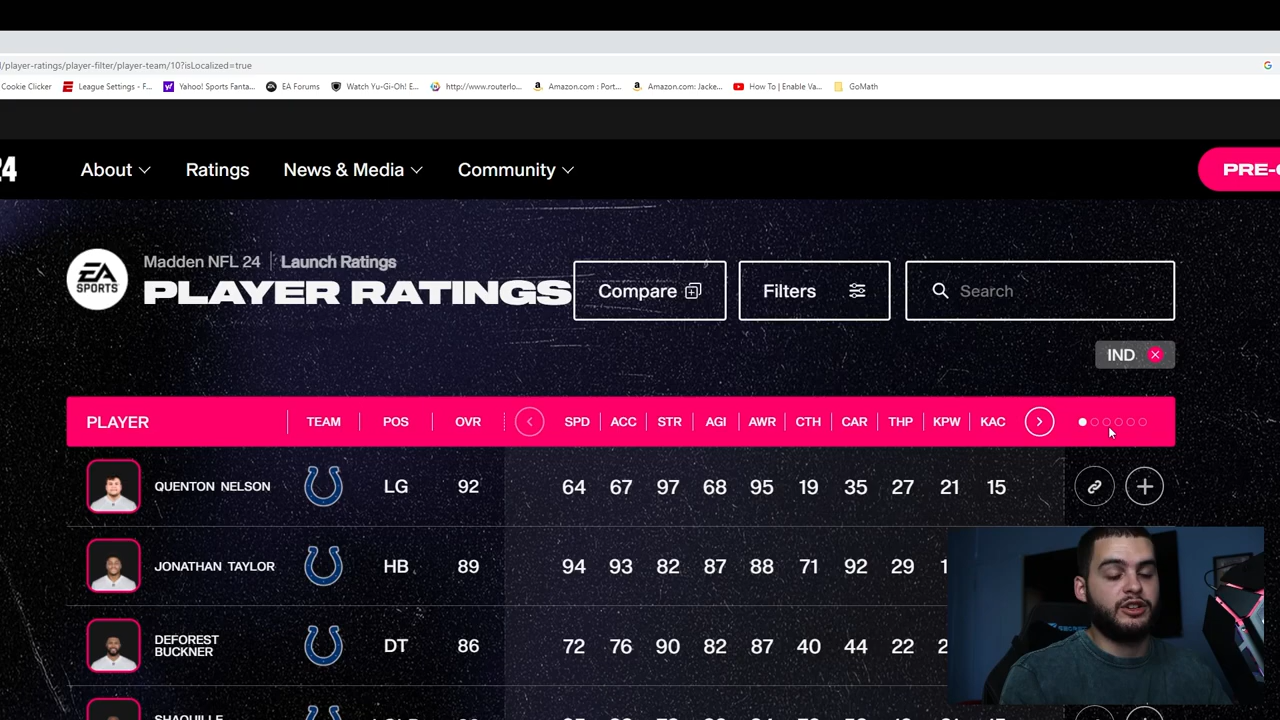 l/player-ratings/player-filter/player-team/10?isLocalized=true
Cookie Clicker League Settings - F... Yahoo! Sports Fanta... EA Forums Watch Yu-Gi-Oh! E... http://www.routerlo... Amazon.com : Port... Amazon.com: Jacke... How To | Enable Va... GoMath
24 About Ratings News & Media Community PRE-
EA SPORTS
Madden NFL 24 | Launch Ratings
PLAYER RATINGS
Compare Filters Search
IND
PLAYER TEAM POS OVR SPD ACC STR AGI AWR CTH CAR THP KPW KAC
QUENTON NELSON LG 92 64 67 97 68 95 19 35 27 21 15
JONATHAN TAYLOR HB 89 94 93 82 87 88 71 92 29 1
DEFOREST
BUCKNER DT 86 72 76 90 82 87 40 44 22 2
SHAQUILLE